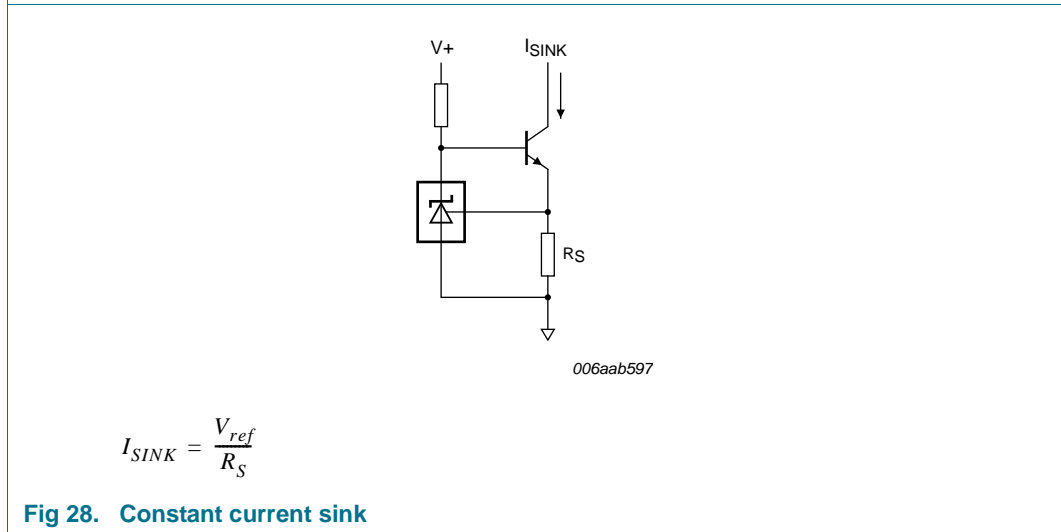 V+
ISINK
RS
006aab597
ISINK = Vref / RS
Fig 28. Constant current sink